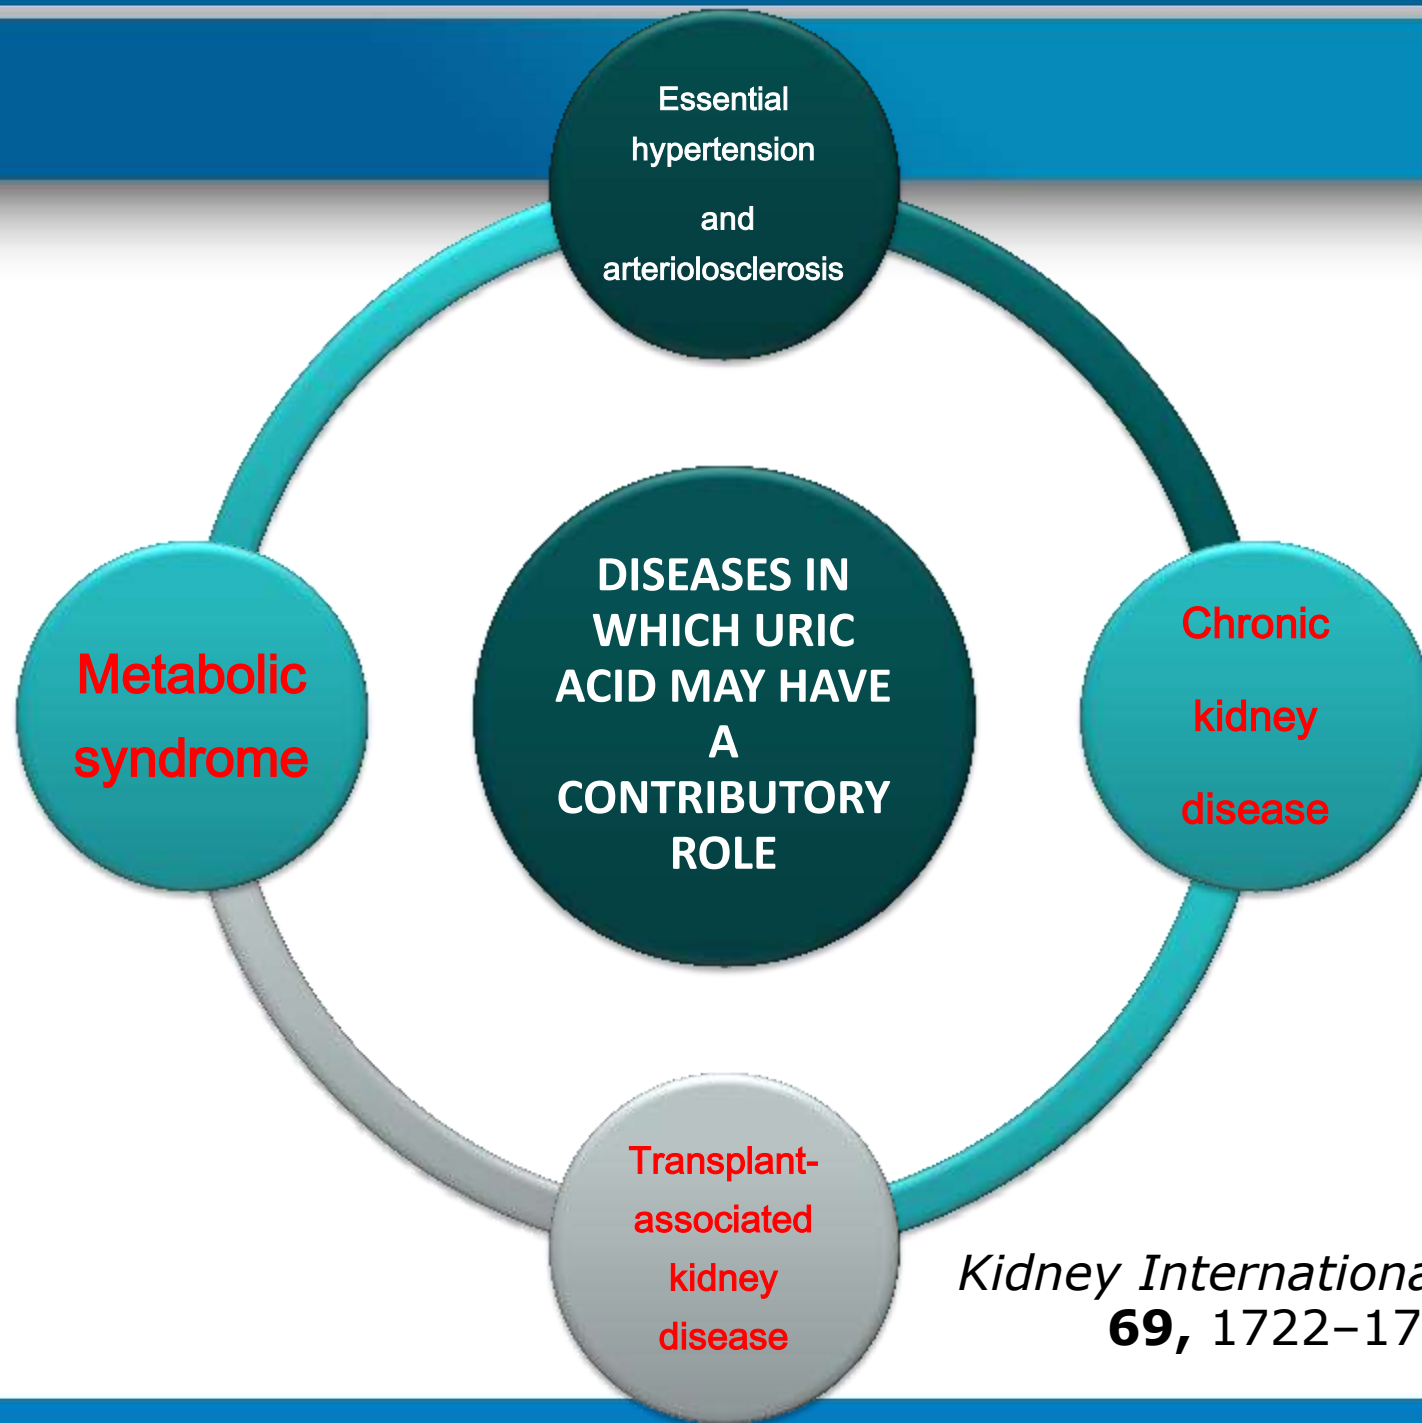 Essential
hypertension
and
arteriolosclerosis
DISEASES IN
WHICH URIC
ACID MAY HAVE
A
CONTRIBUTORY
ROLE
Metabolic
syndrome
Chronic
kidney
disease
Transplant-
associated
kidney
disease
Kidney
69, 1722–17